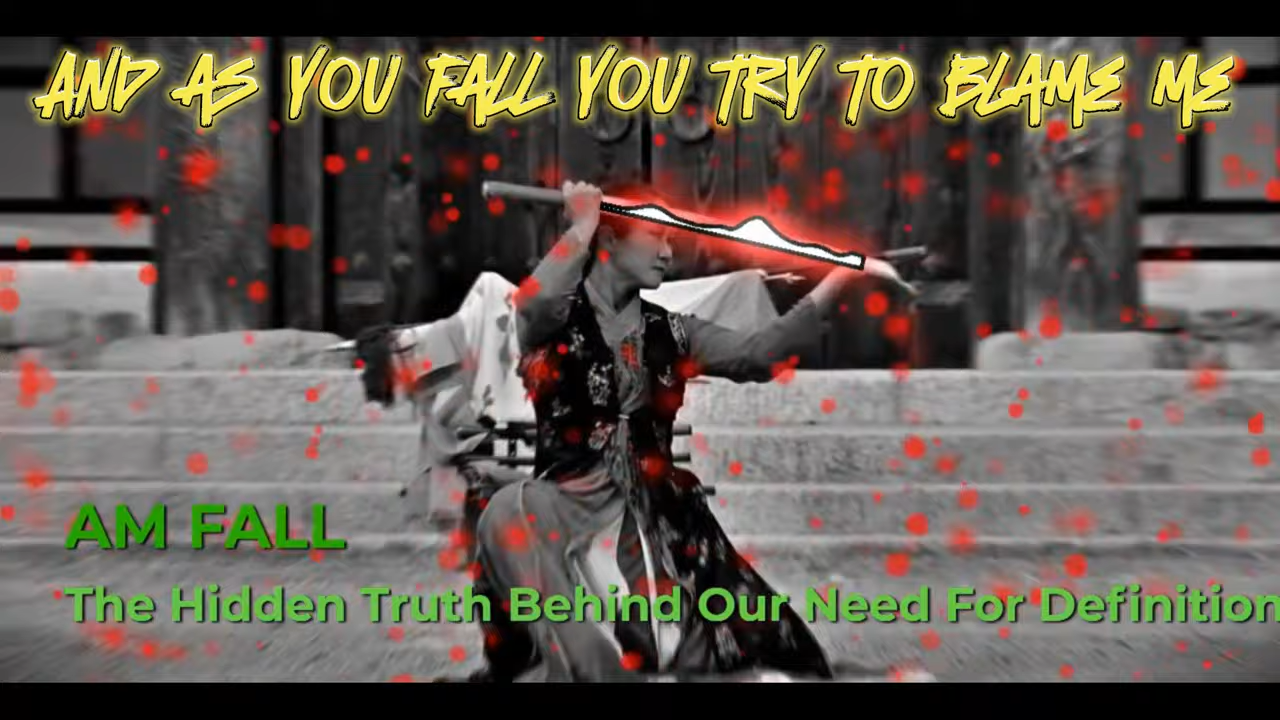 AND AS YOU FALL YOU TRY TO BLAME ME
AM FALL
The Hidden Truth Behind Our Need For Definition